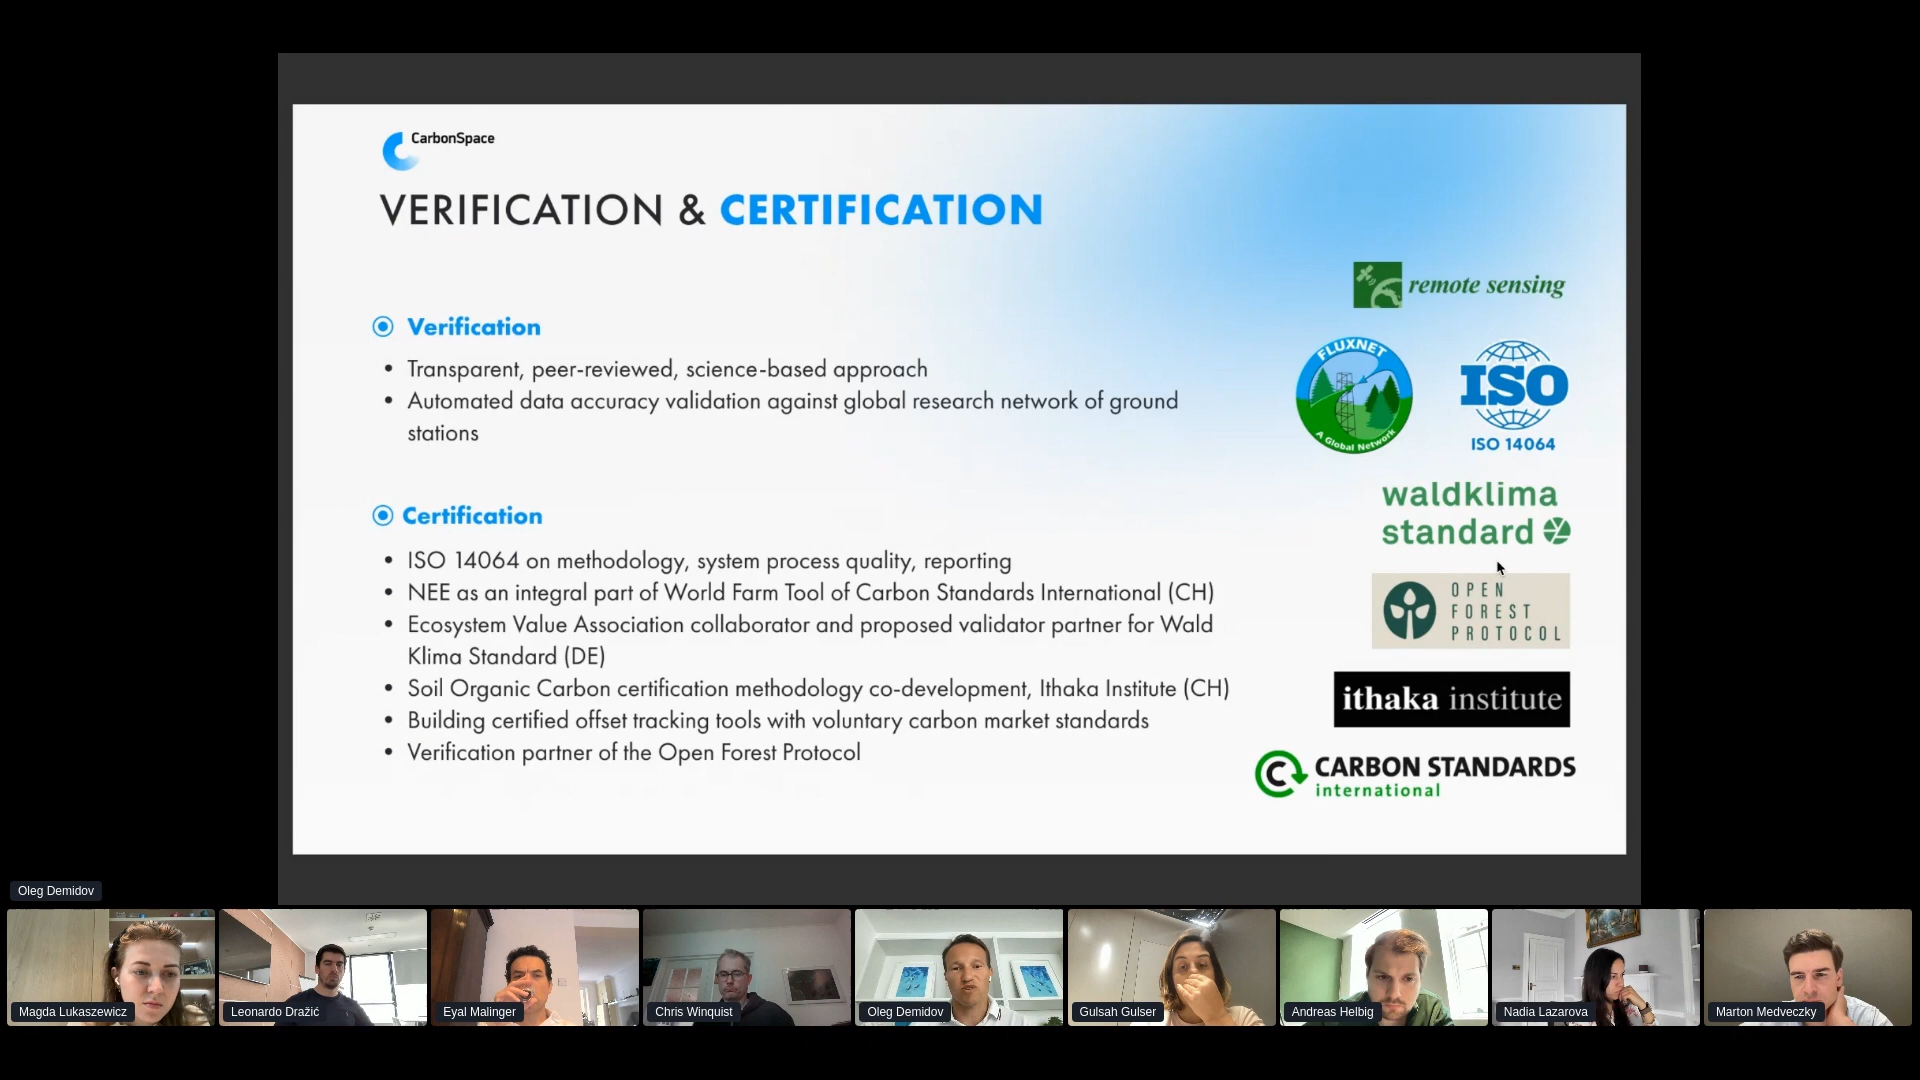 CarbonSpace
VERIFICATION & CERTIFICATION
Verification
• Transparent, peer-reviewed, science-based approach
• Automated data accuracy validation against global research network of ground
stations
Certification
• ISO 14064 on methodology, system process quality, reporting
• NEE as an integral part of World Farm Tool of Carbon Standards International (CH)
• Ecosystem Value Association collaborator and proposed validator partner for Wald
Klima Standard (DE)
• Soil Organic Carbon certification methodology co-development, Ithaka Institute (CH)
• Building certified offset tracking tools with voluntary carbon market standards
• Verification partner of the Open Forest Protocol
remote sensing
FLUXNET
A Global Network
ISO
ISO 14064
waldklima
standard
OPEN
FOREST
PROTOCOL
ithaka institute
C
CARBON STANDARDS
international
Oleg Demidov
Magda Lukaszewicz
Leonardo Dražić
Eyal Malinger
Chris Winquist
Oleg Demidov
Gulsah Gulser
Andreas Helbig
Nadia Lazarova
Marton Medveczky